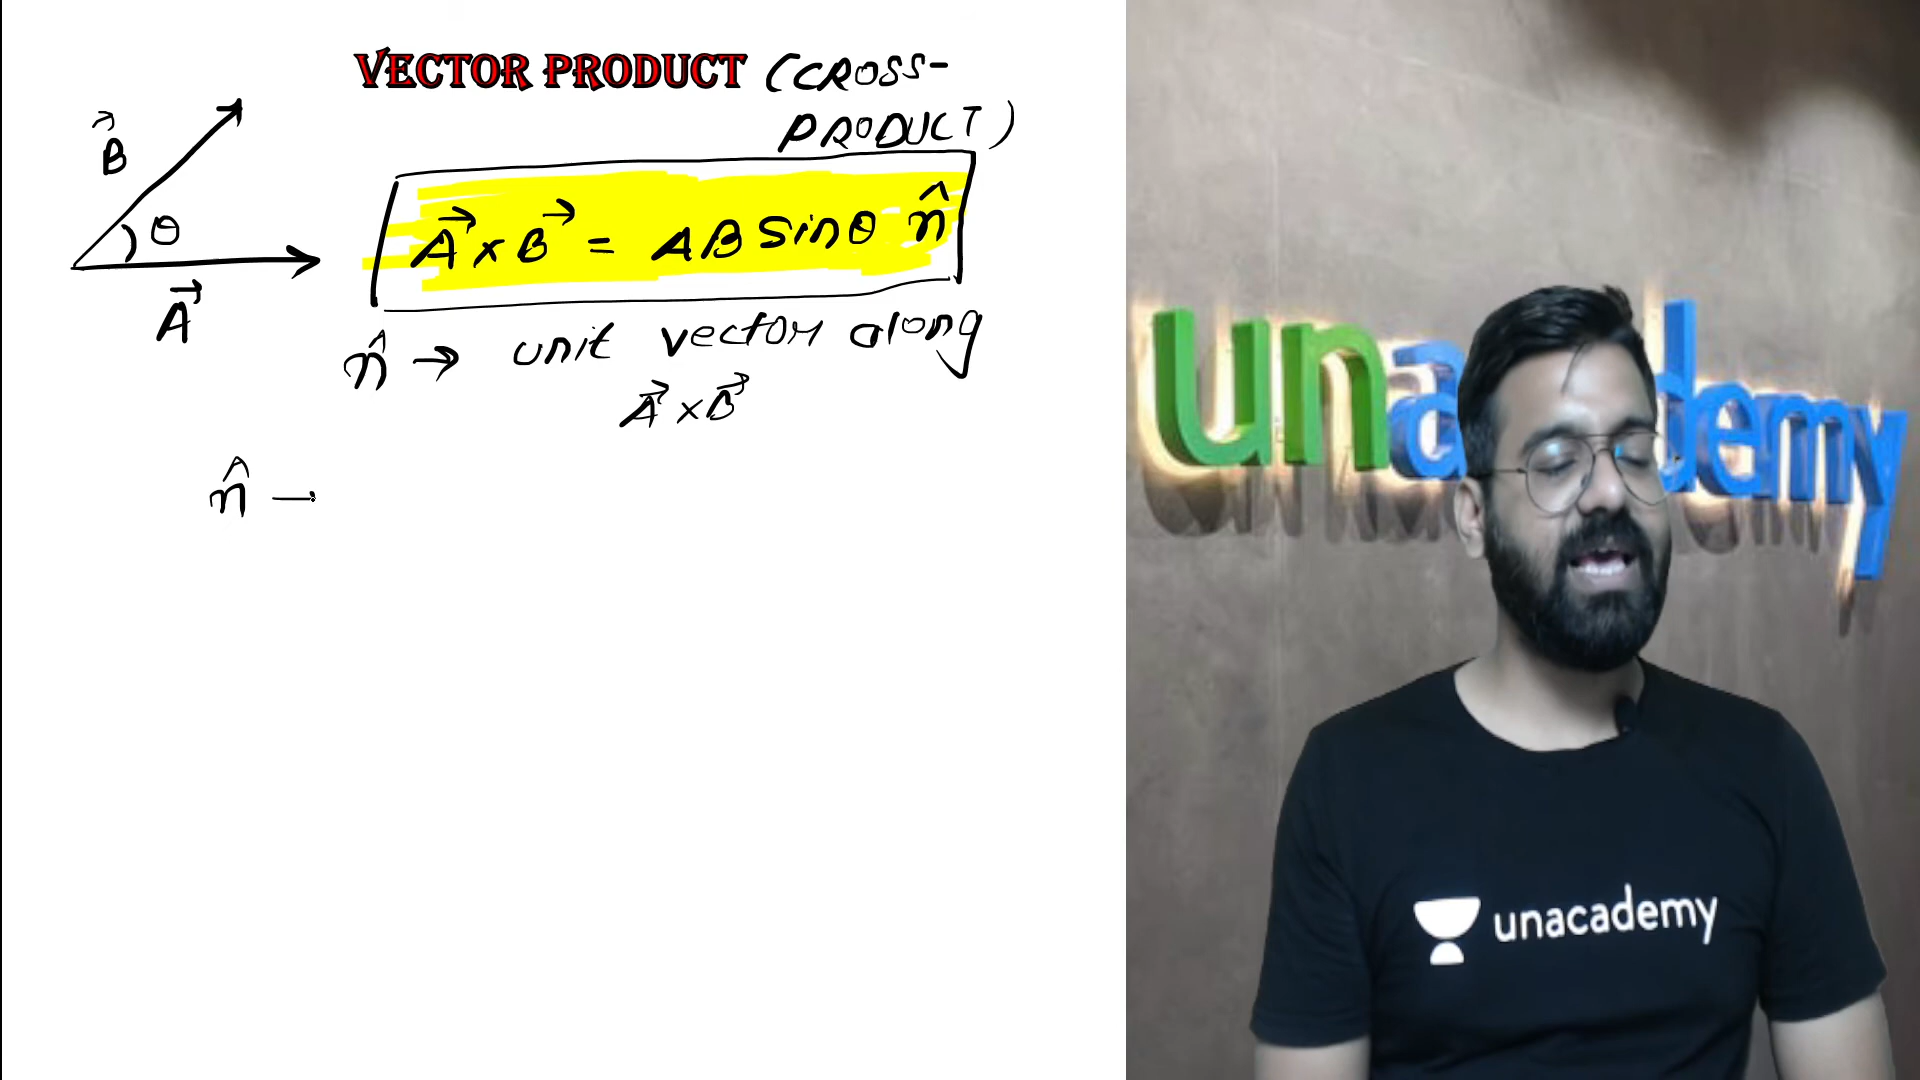 VECTOR PRODUCT (CROSS-
PRODUCT)
B⃗
θ
A⃗
A⃗ × B⃗ = AB sinθ n̂
n̂ → unit vector along
A⃗ × B⃗
n̂ —
unacademy
unacademy